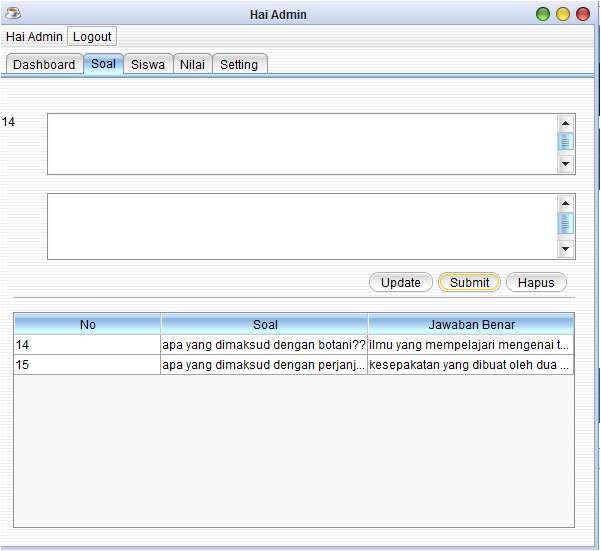 Hai Admin
Hai Admin Logout
Dashboard Soal Siswa Nilai Setting
14
Update Submit Hapus
No Soal Jawaban Benar
14 apa yang dimaksud dengan botani?? ilmu yang mempelajari mengenai t...
15 apa yang dimaksud dengan perjanj... kesepakatan yang dibuat oleh dua ...